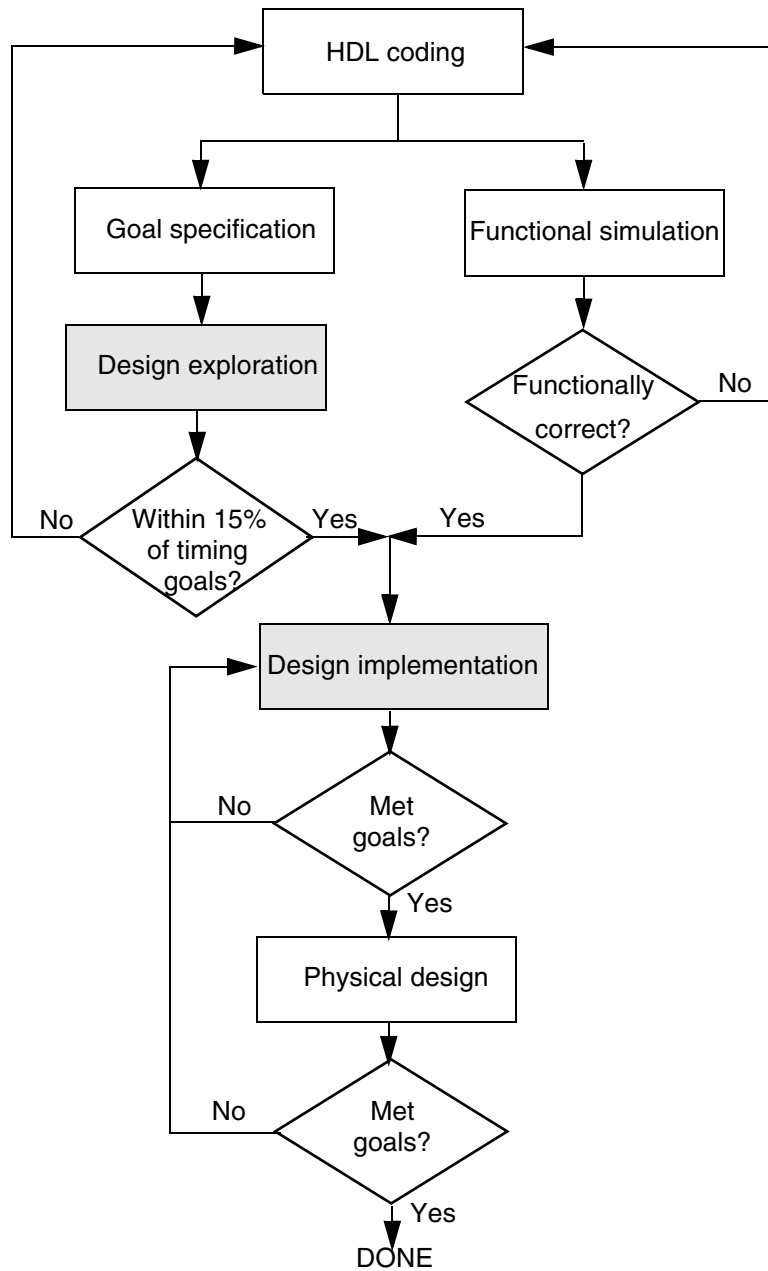 HDL coding
Goal specification
Functional simulation
Design exploration
Functionally
correct?
No
No
Within 15%
of timing
goals?
Yes
Yes
Design implementation
No
Met
goals?
Yes
Physical design
No
Met
goals?
Yes
DONE